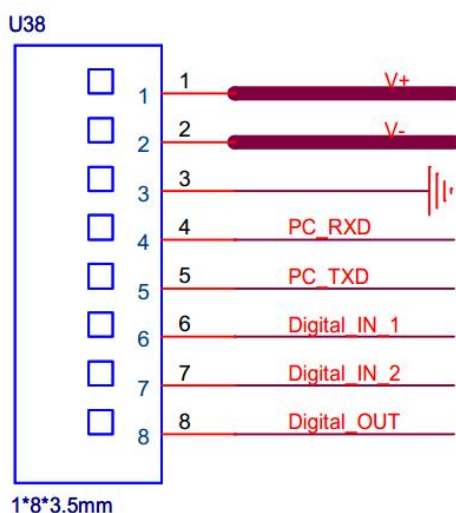 U38
1 1 V+
2 2 V-
3 3
4 4 PC_RXD
5 5 PC_TXD
6 6 Digital_IN_1
7 7 Digital_IN_2
8 8 Digital_OUT
1*8*3.5mm